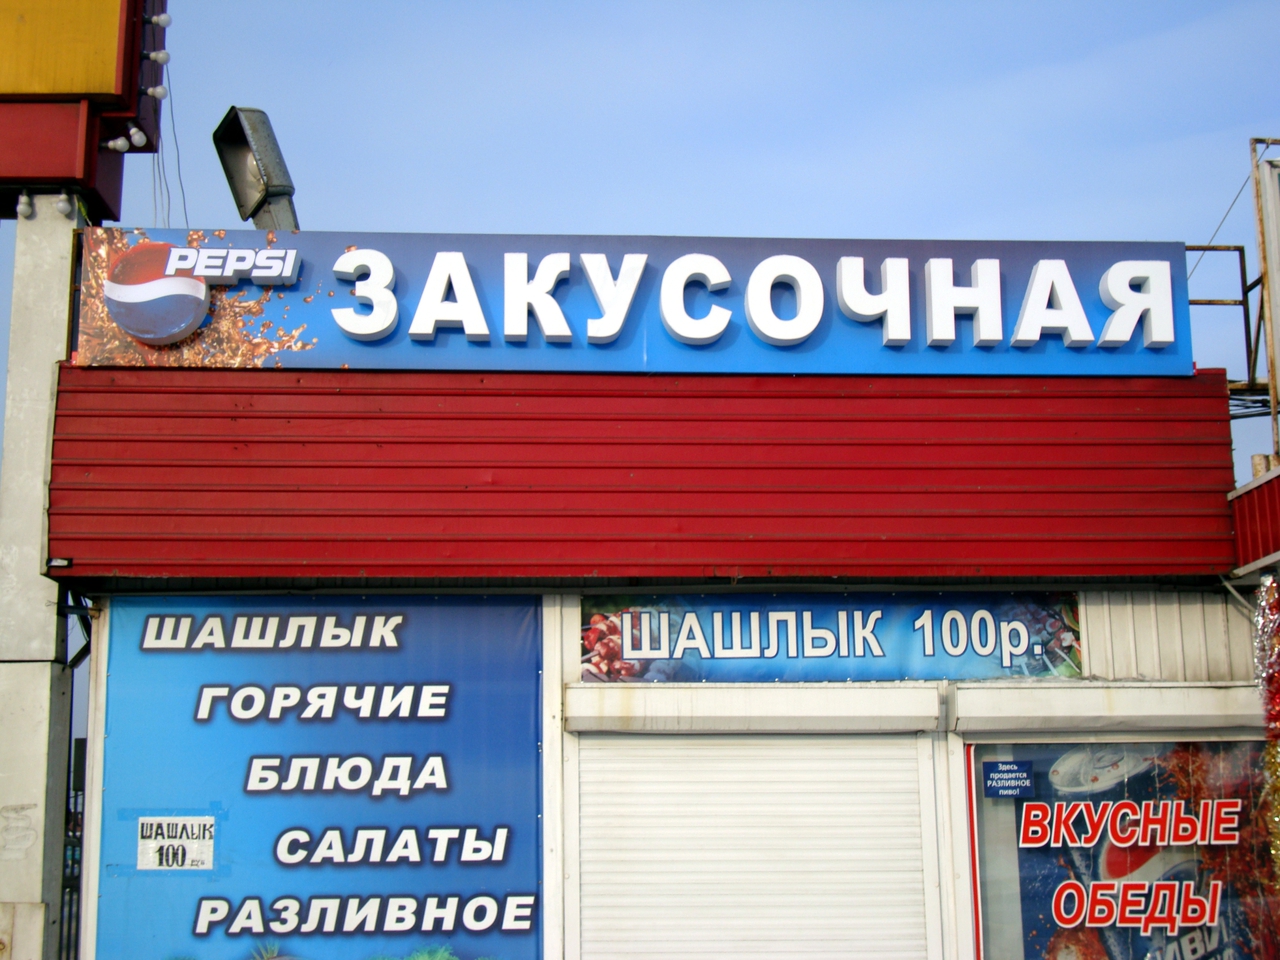 PEPSI ЗАКУСОЧНАЯ
ШАШЛЫК
ГОРЯЧИЕ
БЛЮДА
САЛАТЫ
РАЗЛИВНОЕ
ШАШЛЫК
100
ШАШЛЫК 100р.
Здесь
продается
РАЗЛИВНОЕ
пиво!
ВКУСНЫЕ
ОБЕДЫ